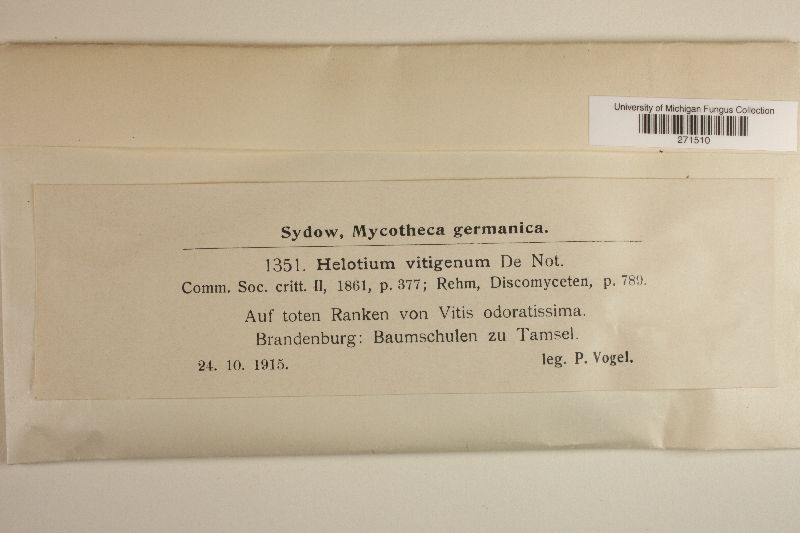 University of Michigan Fungus Collection
271510
Sydow, Mycotheca germanica.
1351. Helotium vitigenum De Not.
Comm. Soc. critt. II, 1861, p. 377; Rehm, Discomyceten, p. 789.
Auf toten Ranken von Vitis odoratissima.
Brandenburg: Baumschulen zu Tamsel.
24. 10. 1915. leg. P. Vogel.